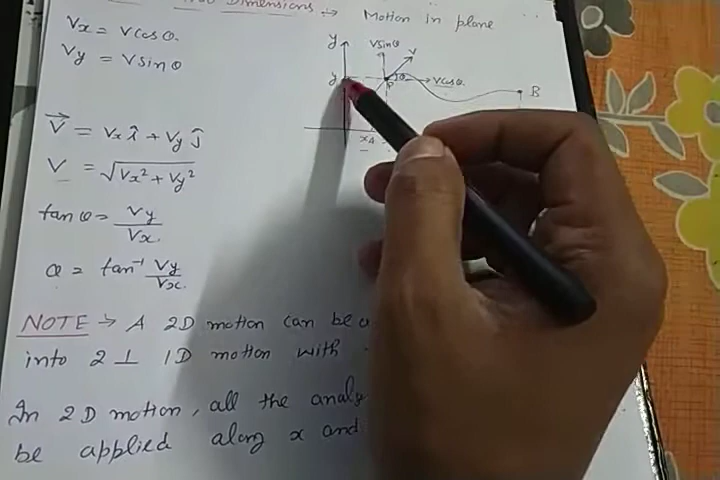 Dimensions :→ Motion in plane
Vx = V cos θ.
Vy = V sin θ
y
V sin θ
V
y
θ
V cos θ.
P
B
x A
V⃗ = Vx î + Vy ĵ
V = √Vx² + Vy²
tan θ = Vy/Vx.
θ = tan⁻¹ Vy/Vx.
NOTE → A 2D motion can be
into 2 ⊥ 1D motion with
In 2D motion, all the
be applied along x and